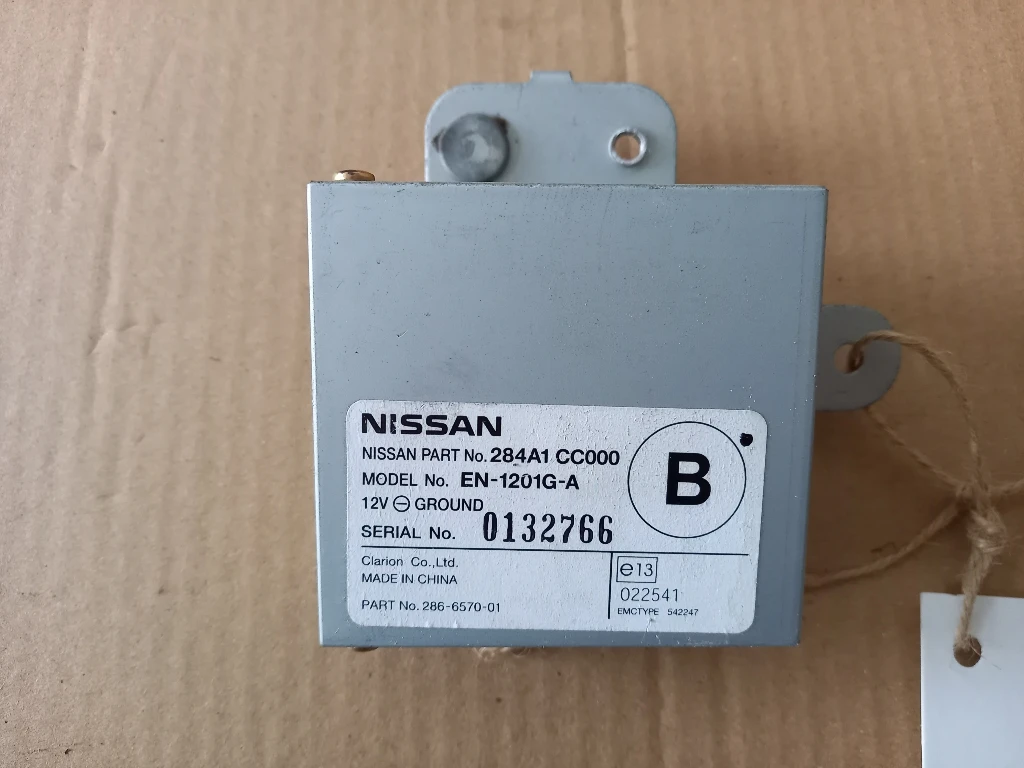 NISSAN
NISSAN PART No. 284A1 CC000
MODEL No. EN-1201G-A
12V ⊖ GROUND
SERIAL No. 0132766
B
Clarion Co.,Ltd.
MADE IN CHINA
PART No. 286-6570-01
e13
022541
EMCTYPE 542247